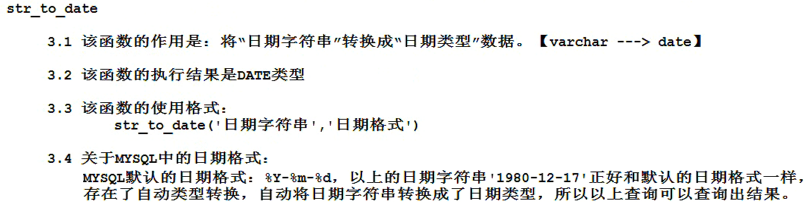 str_to_date
3.1 该函数的作用是：将“日期字符串”转换成“日期类型”数据。【varchar ---> date】
3.2 该函数的执行结果是DATE类型
3.3 该函数的使用格式：
str_to_date('日期字符串','日期格式')
3.4 关于MYSQL中的日期格式：
MYSQL默认的日期格式：%Y-%m-%d，以上的日期字符串'1980-12-17'正好和默认的日期格式一样，
存在了自动类型转换，自动将日期字符串转换成了日期类型，所以以上查询可以查询出结果。